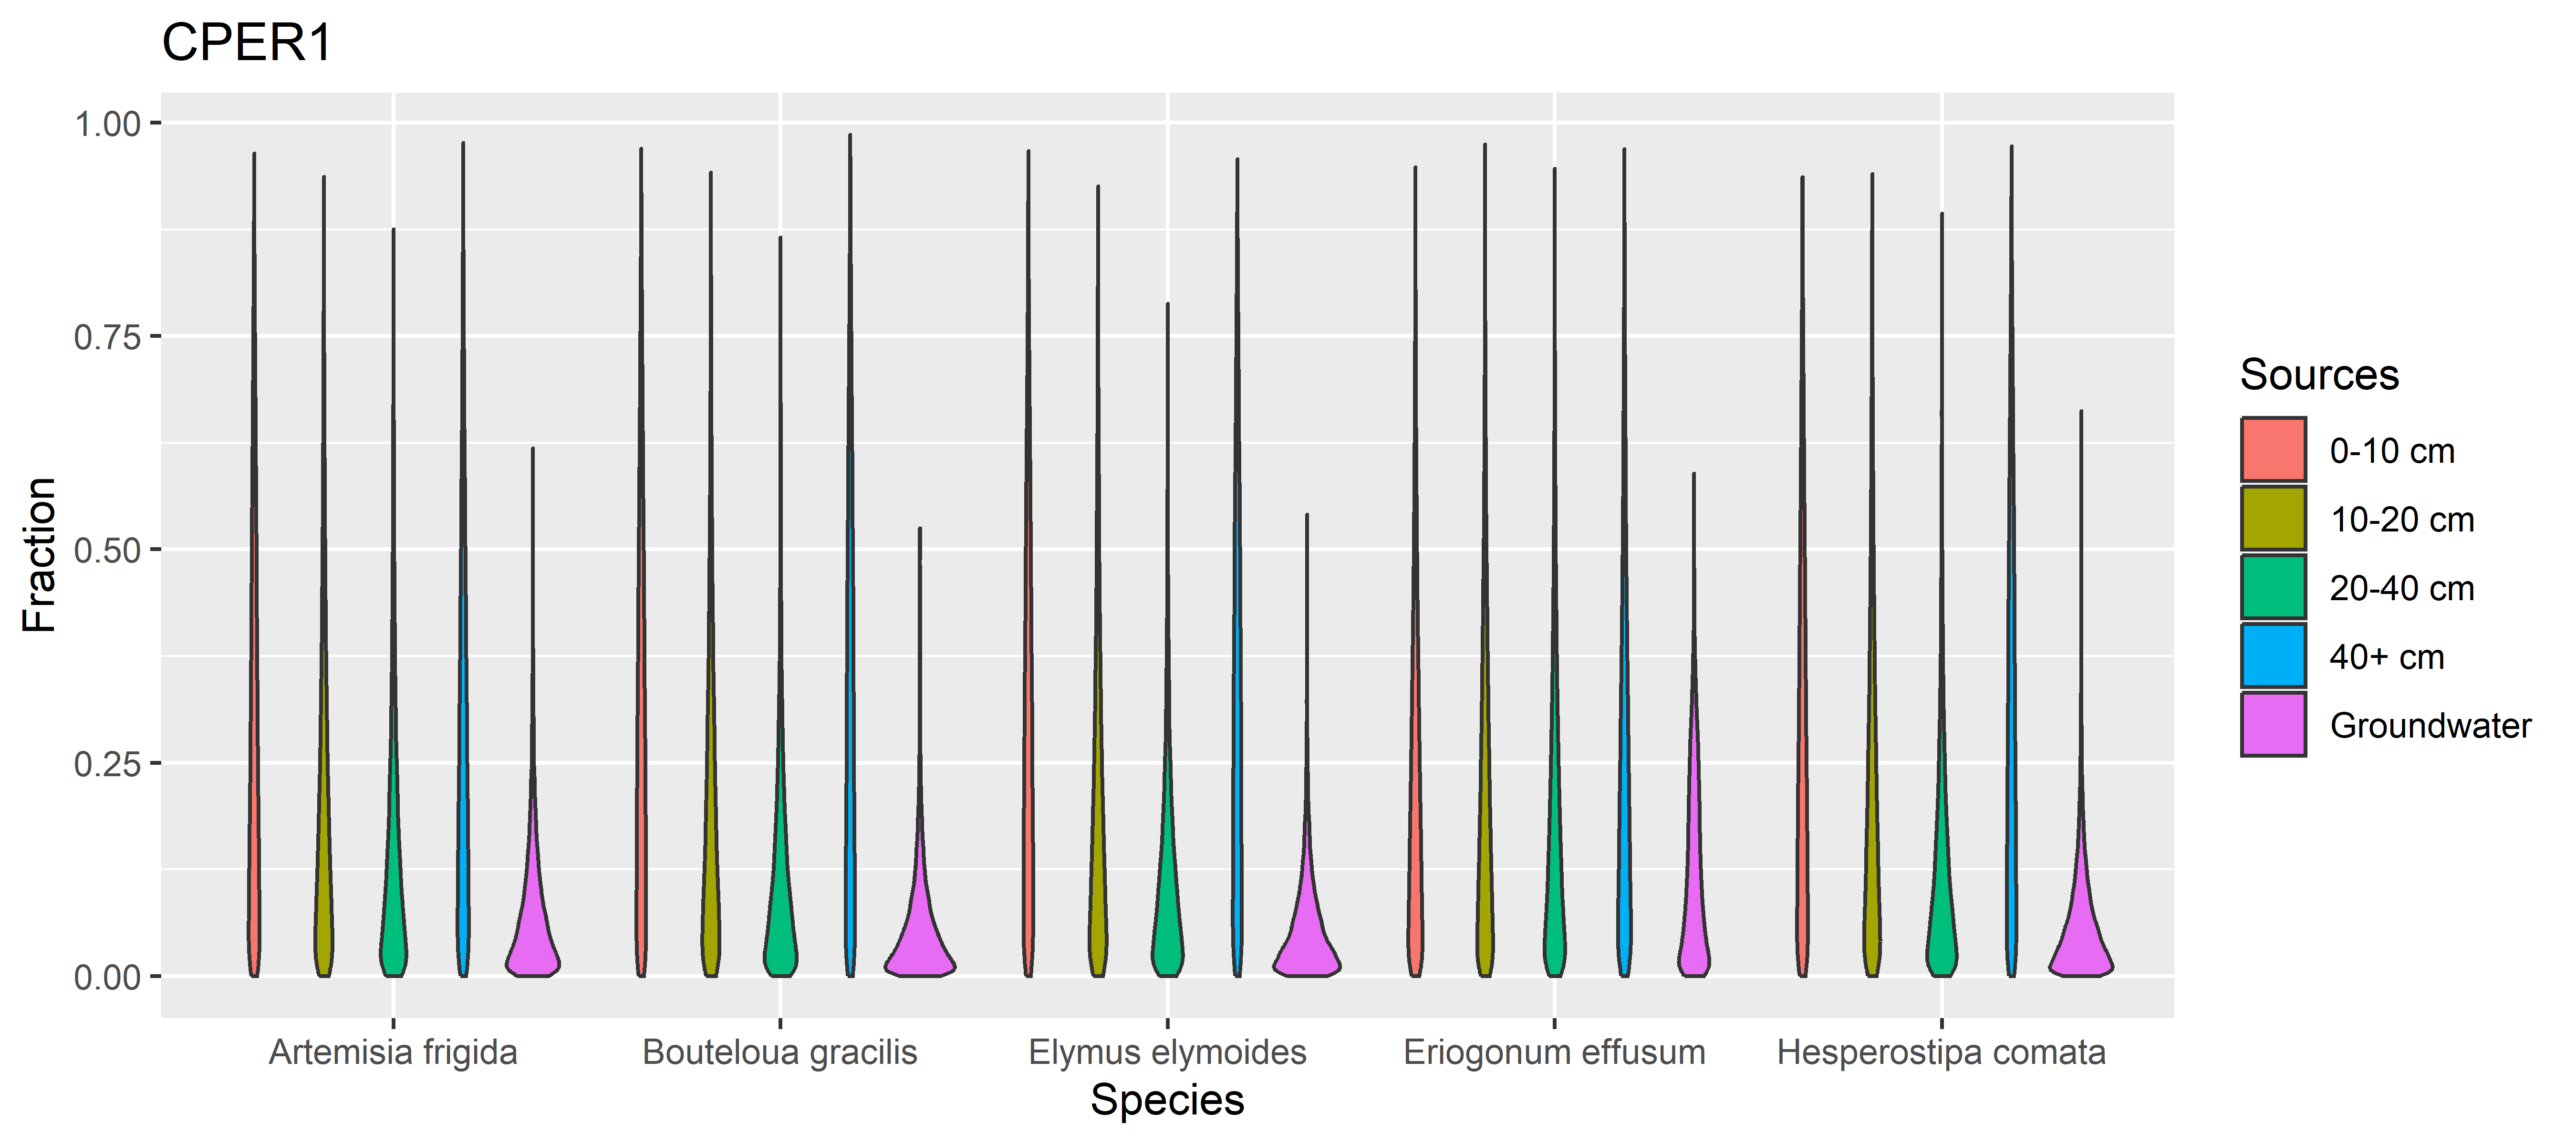 CPER1
1.00
0.75
0.50
0.25
0.00
Fraction
Artemisia frigida
Bouteloua gracilis
Elymus elymoides
Eriogonum effusum
Hesperostipa comata
Species
Sources
0-10 cm
10-20 cm
20-40 cm
40+ cm
Groundwater